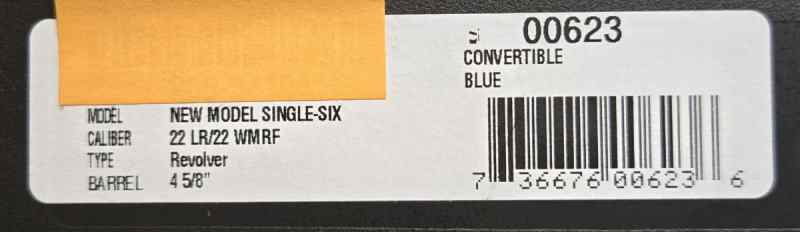 00623
CONVERTIBLE
BLUE
MODEL NEW MODEL SINGLE-SIX
CALIBER 22 LR/22 WMRF
TYPE Revolver
BARREL 4 5/8"
7 36676 00623 6